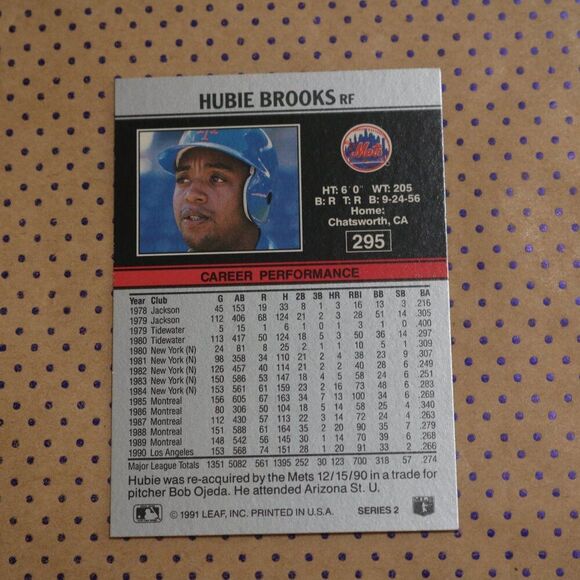 HUBIE BROOKS RF
Mets
HT: 6'0" WT: 205
B: R T: R B: 9-24-56
Home:
Chatsworth, CA
295
CAREER PERFORMANCE
Year Club G AB R H 2B 3B HR RBI BB SB BA
1978 Jackson 45 153 19 33 8 1 3 16 13 3 .216
1979 Jackson 112 406 68 124 21 2 3 28 51 14 .305
1979 Tidewater 5 15 1 6 1 0 0 3 1 0 .400
1980 Tidewater 113 417 50 124 18 5 3 50 36 14 .297
1980 New York (N) 24 81 8 25 2 1 1 10 5 1 .309
1981 New York (N) 98 358 34 110 21 2 4 38 23 9 .307
1982 New York (N) 126 457 40 114 21 2 2 40 28 6 .249
1983 New York (N) 150 586 53 147 18 4 5 58 24 6 .251
1984 New York (N) 153 561 61 159 23 2 16 73 48 6 .283
1985 Montreal 156 605 67 163 34 7 13 100 34 6 .269
1986 Montreal 80 306 50 104 18 5 14 58 25 4 .340
1987 Montreal 112 430 57 113 22 3 14 72 24 4 .263
1988 Montreal 151 588 61 164 35 2 20 90 35 7 .279
1989 Montreal 148 542 56 145 30 1 14 70 39 6 .268
1990 Los Angeles 153 568 74 151 28 1 20 91 33 2 .266
Major League Totals 1351 5082 561 1395 252 30 123 700 318 57 .274
Hubie was re-acquired by the Mets 12/15/90 in a trade for
pitcher Bob Ojeda. He attended Arizona St. U.
© 1991 LEAF, INC. PRINTED IN U.S.A. SERIES 2